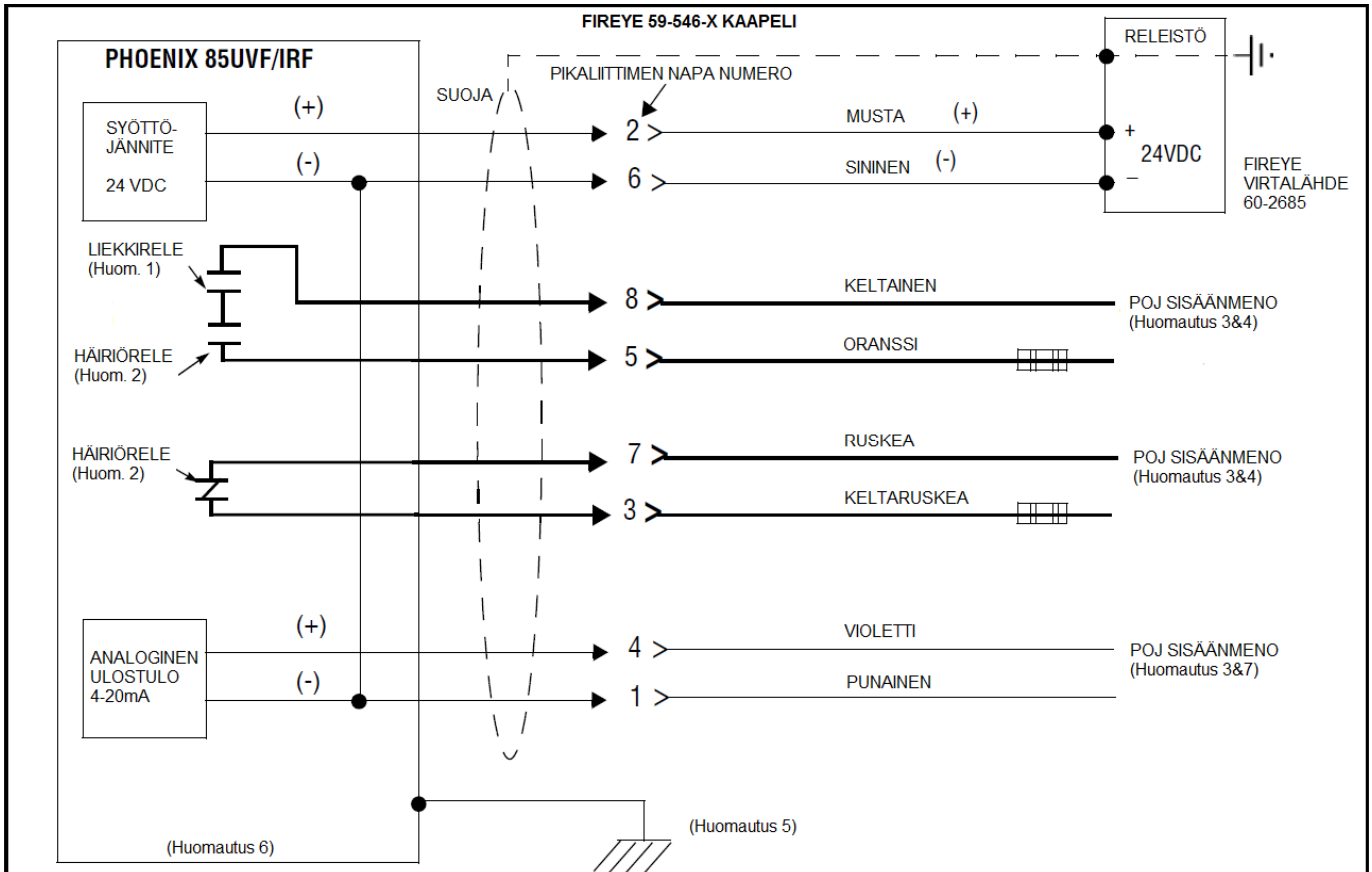 FIREYE 59-546-X KAAPELI
PHOENIX 85UVF/IRF
RELEISTÖ
PIKALIITTIMEN NAPA NUMERO
SUOJA
SYÖTTÖ-
JÄNNITE
24 VDC
(+)
(-)
2
6
MUSTA (+)
SININEN (-)
+
24VDC
–
FIREYE
VIRTALÄHDE
60-2685
LIEKKIRELE
(Huom. 1)
HÄIRIÖRELE
(Huom. 2)
8
5
KELTAINEN
ORANSSI
POJ SISÄÄNMENO
(Huomautus 3&4)
HÄIRIÖRELE
(Huom. 2)
7
3
RUSKEA
KELTARUSKEA
POJ SISÄÄNMENO
(Huomautus 3&4)
ANALOGINEN
ULOSTULO
4-20mA
(+)
(-)
4
1
VIOLETTI
PUNAINEN
POJ SISÄÄNMENO
(Huomautus 3&7)
(Huomautus 5)
(Huomautus 6)